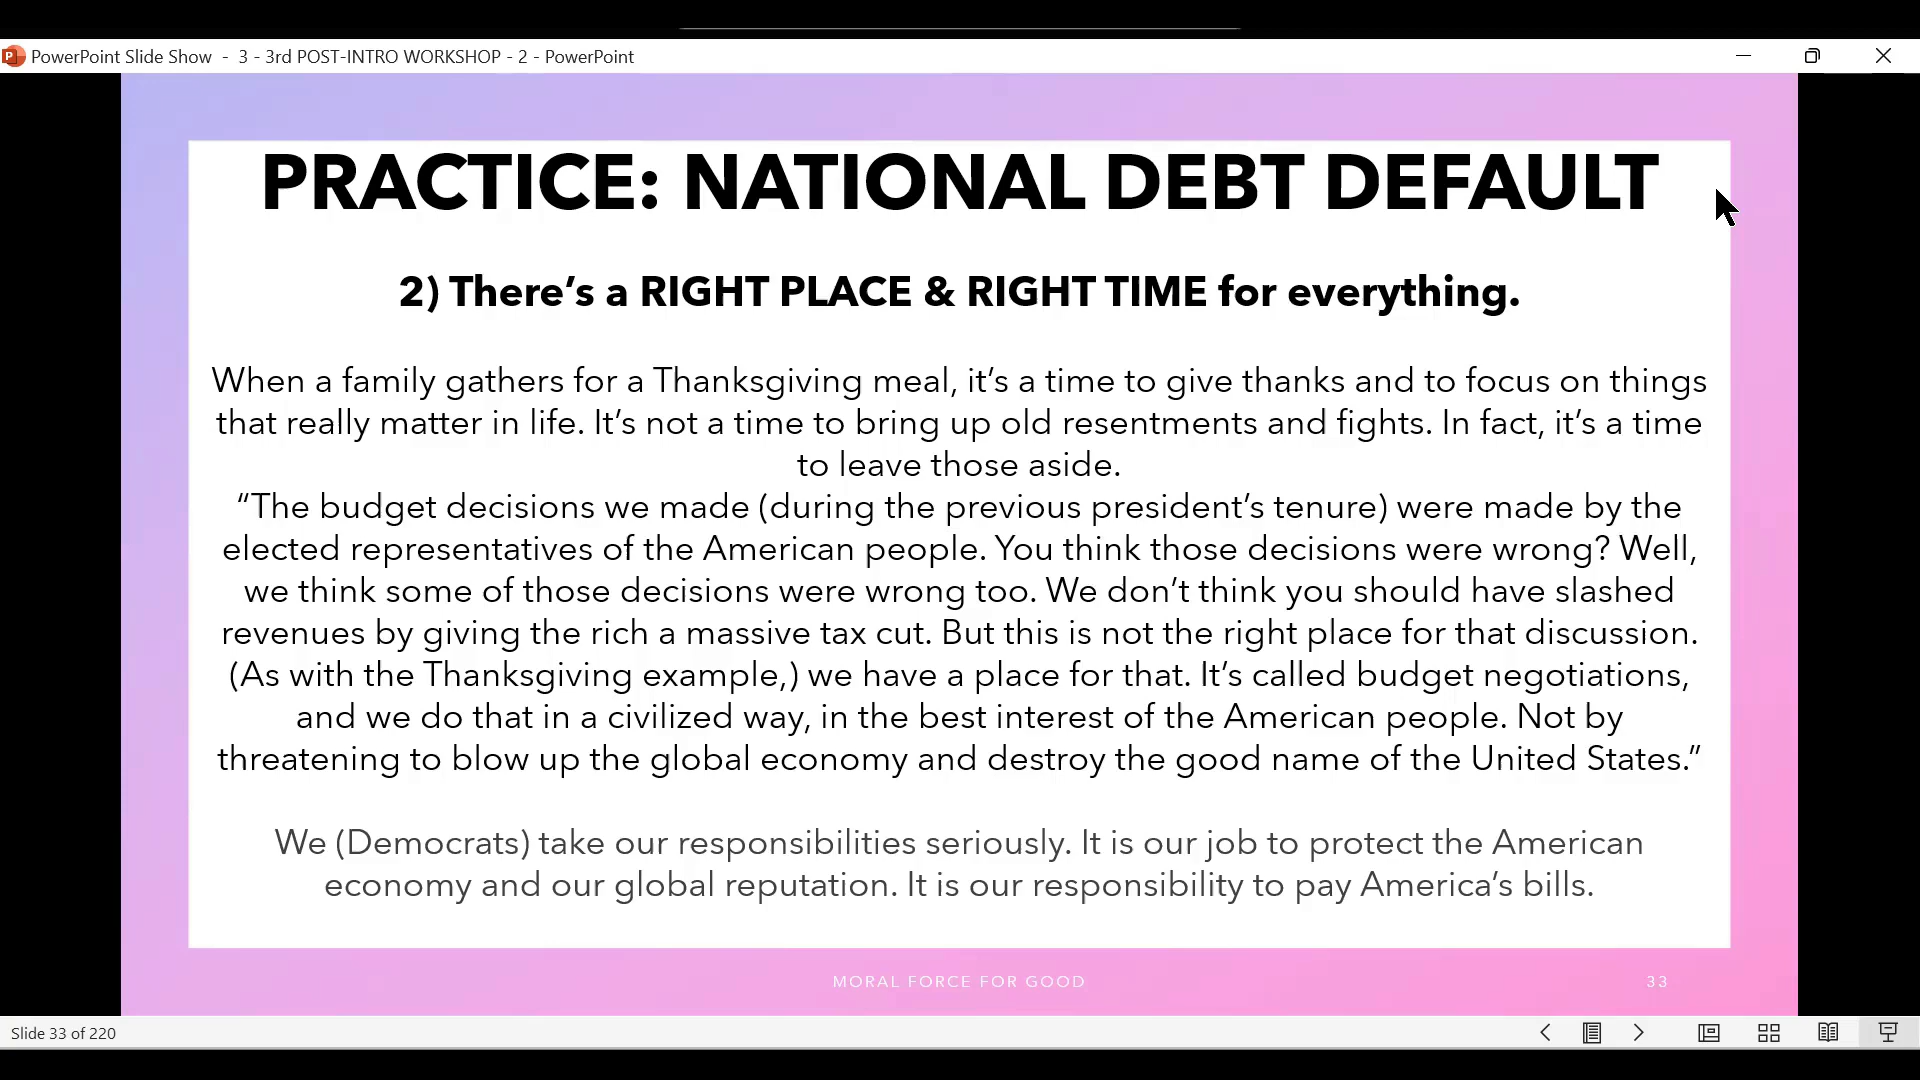 PowerPoint Slide Show - 3 - 3rd POST-INTRO WORKSHOP - 2 - PowerPoint
PRACTICE: NATIONAL DEBT DEFAULT
2) There’s a RIGHT PLACE & RIGHT TIME for everything.
When a family gathers for a Thanksgiving meal, it’s a time to give thanks and to focus on things
that really matter in life. It’s not a time to bring up old resentments and fights. In fact, it’s a time
to leave those aside.
“The budget decisions we made (during the previous president’s tenure) were made by the
elected representatives of the American people. You think those decisions were wrong? Well,
we think some of those decisions were wrong too. We don’t think you should have slashed
revenues by giving the rich a massive tax cut. But this is not the right place for that discussion.
(As with the Thanksgiving example,) we have a place for that. It’s called budget negotiations,
and we do that in a civilized way, in the best interest of the American people. Not by
threatening to blow up the global economy and destroy the good name of the United States.”
We (Democrats) take our responsibilities seriously. It is our job to protect the American
economy and our global reputation. It is our responsibility to pay America’s bills.
MORAL FORCE FOR GOOD
33
Slide 33 of 220